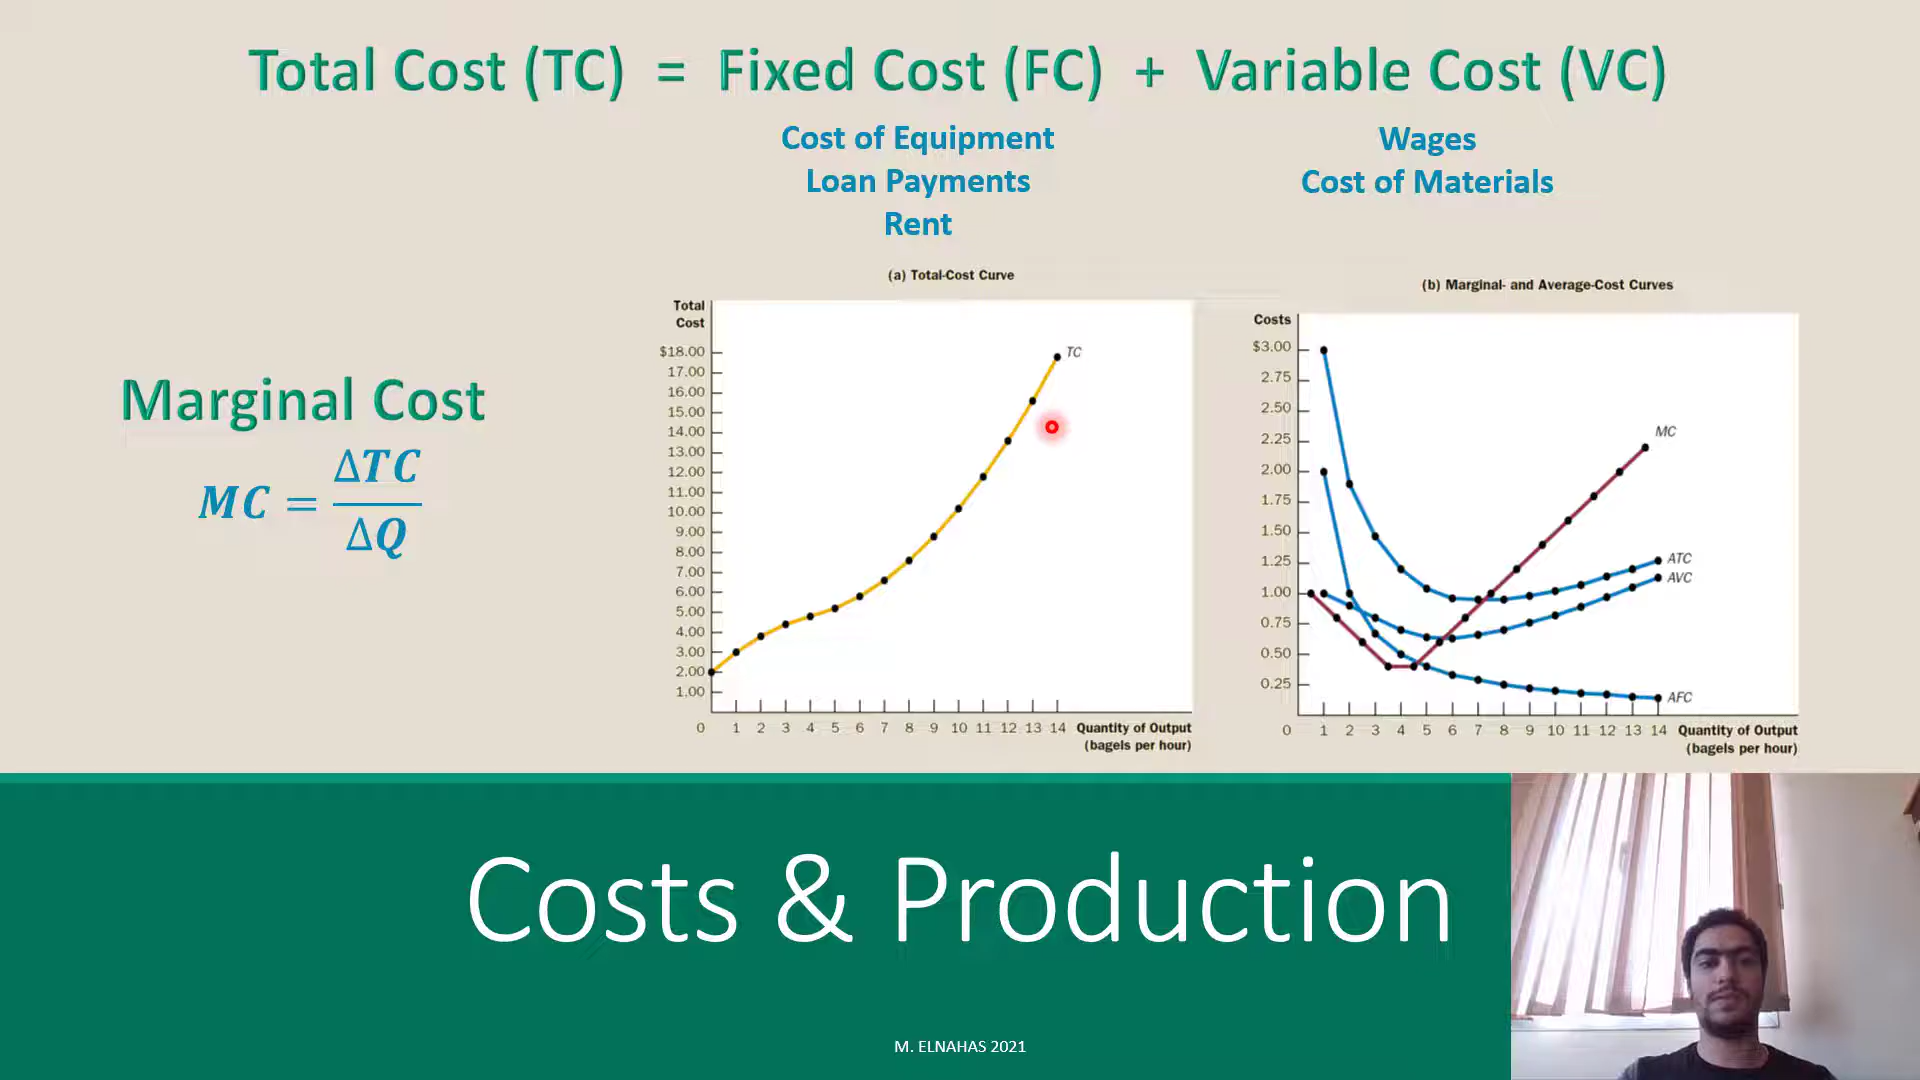 Total Cost (TC) = Fixed Cost (FC) + Variable Cost (VC)
Cost of Equipment
Loan Payments
Rent
Wages
Cost of Materials
Marginal Cost
MC = ΔTC / ΔQ
(a) Total-Cost Curve
Total
Cost
$18.00
17.00
16.00
15.00
14.00
13.00
12.00
11.00
10.00
9.00
8.00
7.00
6.00
5.00
4.00
3.00
2.00
1.00
TC
0 1 2 3 4 5 6 7 8 9 10 11 12 13 14 Quantity of Output
(bagels per hour)
(b) Marginal- and Average-Cost Curves
Costs
$3.00
2.75
2.50
2.25
2.00
1.75
1.50
1.25
1.00
0.75
0.50
0.25
MC
ATC
AVC
AFC
0 1 2 3 4 5 6 7 8 9 10 11 12 13 14 Quantity of Output
(bagels per hour)
Costs & Production
M. ELNAHAS 2021